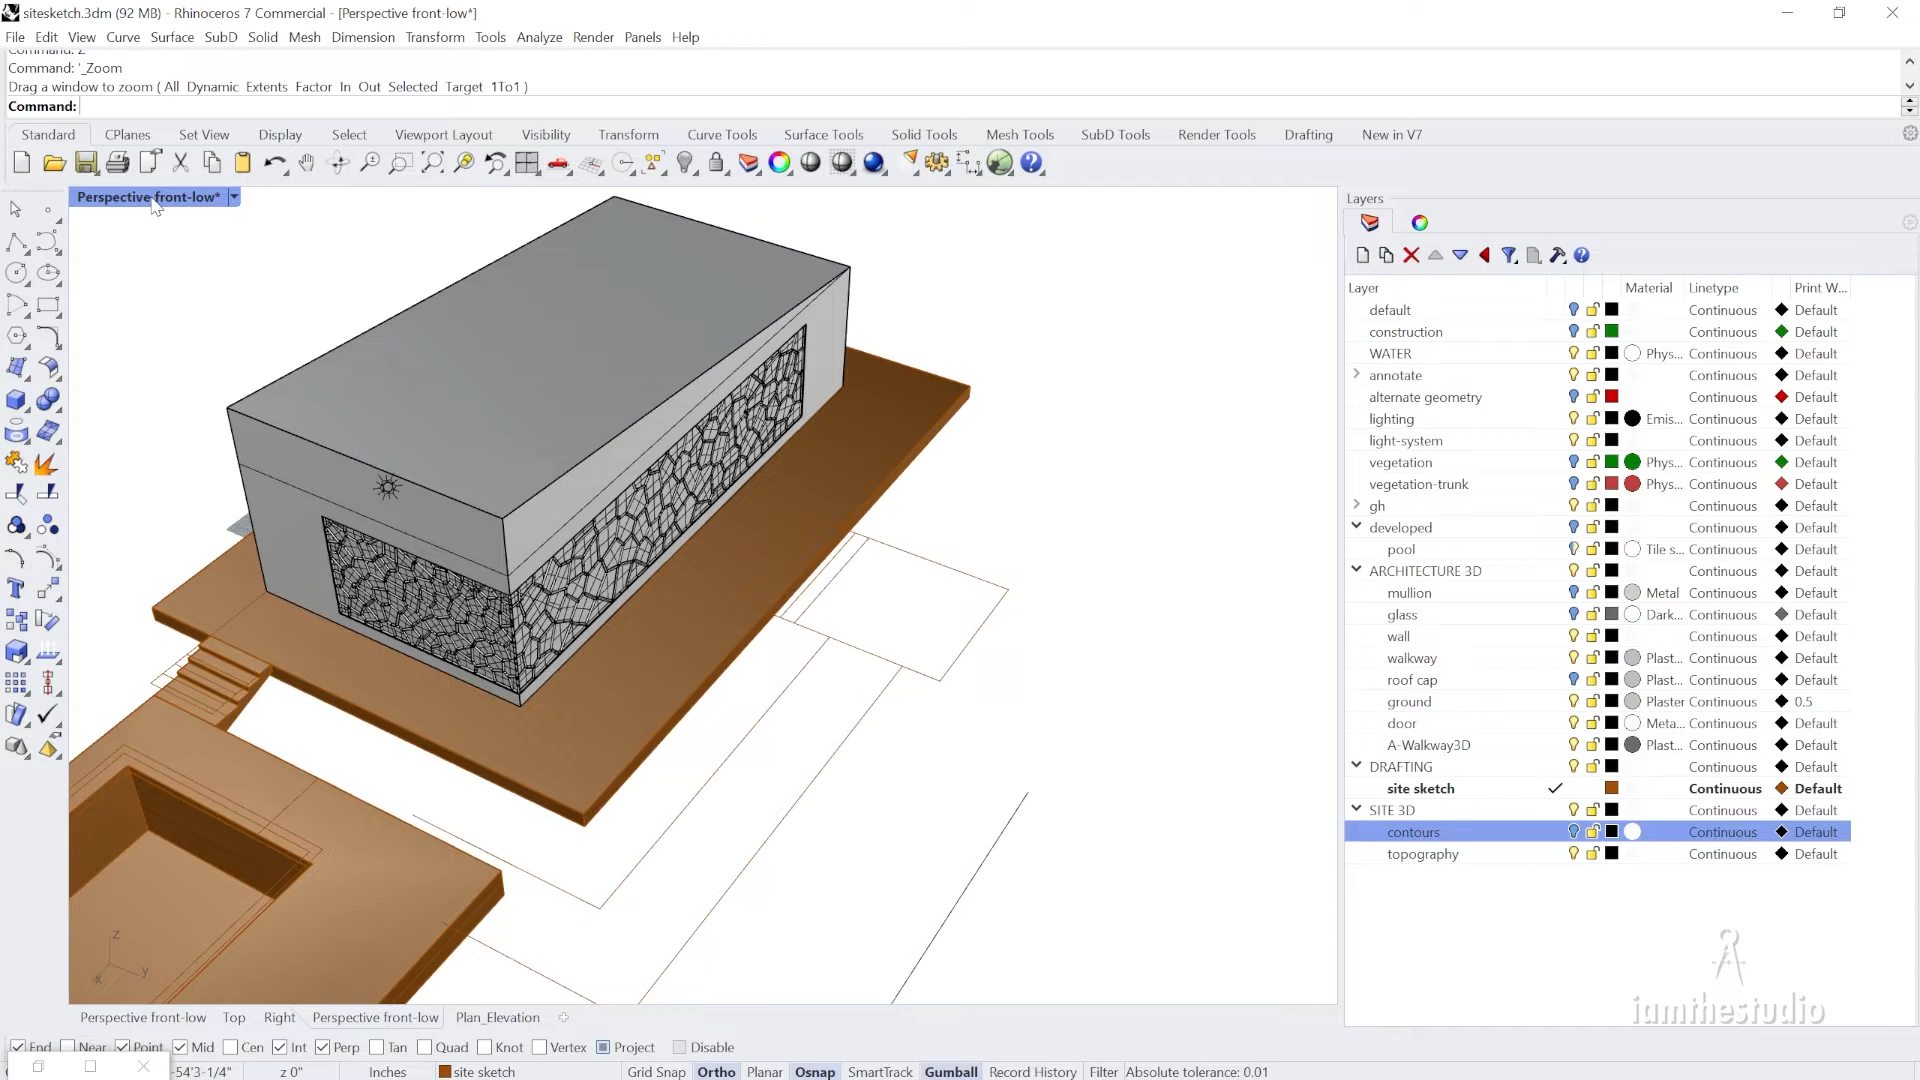 sitesketch.3dm (92 MB) - Rhinoceros 7 Commercial - [Perspective front-low*]
File Edit View Curve Surface SubD Solid Mesh Dimension Transform Tools Analyze Render Panels Help
Command: '_Zoom
Drag a window to zoom ( All Dynamic Extents Factor In Out Selected Target 1To1 )
Command:
Standard CPlanes Set View Display Select Viewport Layout Visibility Transform Curve Tools Surface Tools Solid Tools Mesh Tools SubD Tools Render Tools Drafting New in V7
Perspective front-low*
Layers
Layer Material Linetype Print W...
default Continuous Default
construction Continuous Default
WATER Phys... Continuous Default
annotate Continuous Default
alternate geometry Continuous Default
lighting Emis... Continuous Default
light-system Continuous Default
vegetation Phys... Continuous Default
vegetation-trunk Phys... Continuous Default
gh Continuous Default
developed Continuous Default
pool Tile s... Continuous Default
ARCHITECTURE 3D Continuous Default
mullion Metal Continuous Default
glass Dark... Continuous Default
wall Continuous Default
walkway Plast... Continuous Default
roof cap Plast... Continuous Default
ground Plaster Continuous 0.5
door Meta... Continuous Default
A-Walkway3D Plast... Continuous Default
DRAFTING Continuous Default
site sketch Continuous Default
SITE 3D Continuous Default
contours Continuous Default
topography Continuous Default
z
x y
iamthestudio
Perspective front-low Top Right Perspective front-low Plan_Elevation
End Near Point Mid Cen Int Perp Tan Quad Knot Vertex Project Disable
-54'3-1/4" z 0" Inches site sketch Grid Snap Ortho Planar Osnap SmartTrack Gumball Record History Filter Absolute tolerance: 0.01